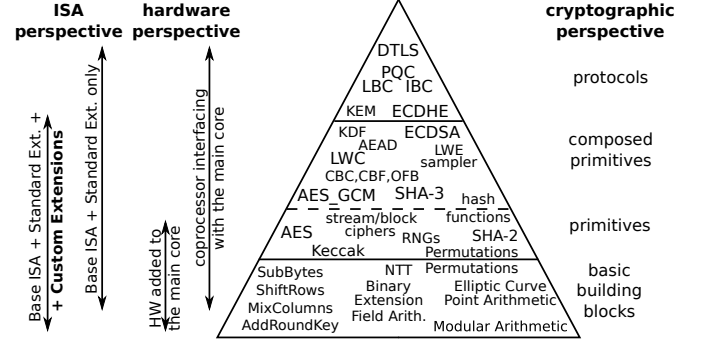 ISA perspective
hardware perspective
cryptographic perspective
Base ISA + Standard Ext. +
+ Custom Extensions
Base ISA + Standard Ext. only
HW added to
the main core
coprocessor interfacing
with the main core
DTLS
PQC
LBC IBC
KEM ECDHE
KDF ECDSA
AEAD
LWC LWE
sampler
CBC,CBF,OFB
AES_GCM SHA-3 hash
functions
stream/block
ciphers
AES RNGs SHA-2
Keccak Permutations
SubBytes NTT Permutations
ShiftRows Binary Elliptic Curve
MixColumns Extension Point Arithmetic
AddRoundKey Field Arith. Modular Arithmetic
protocols
composed
primitives
primitives
basic
building
blocks